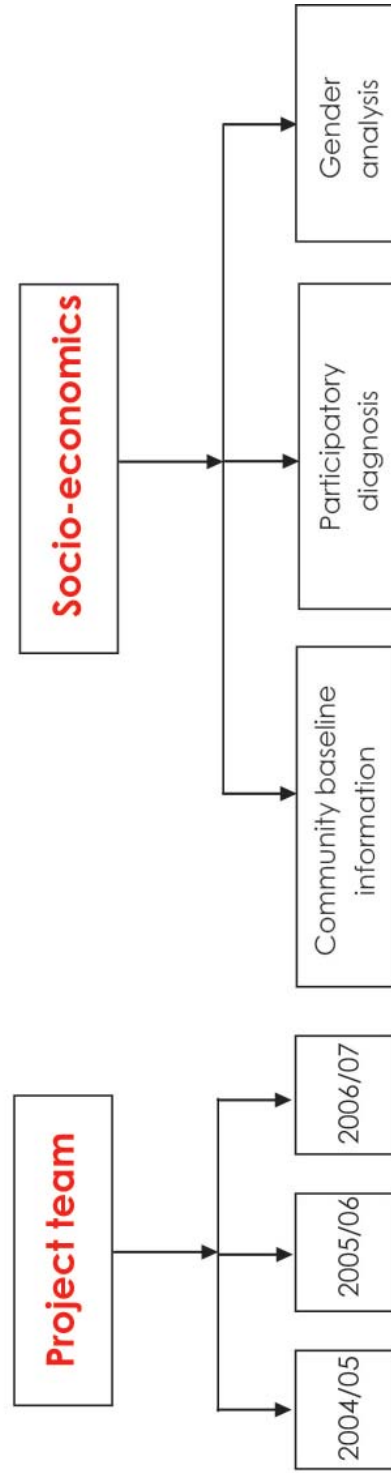 Project team
2004/05
2005/06
2006/07
Socio-economics
Community baseline
information
Participatory
diagnosis
Gender
analysis